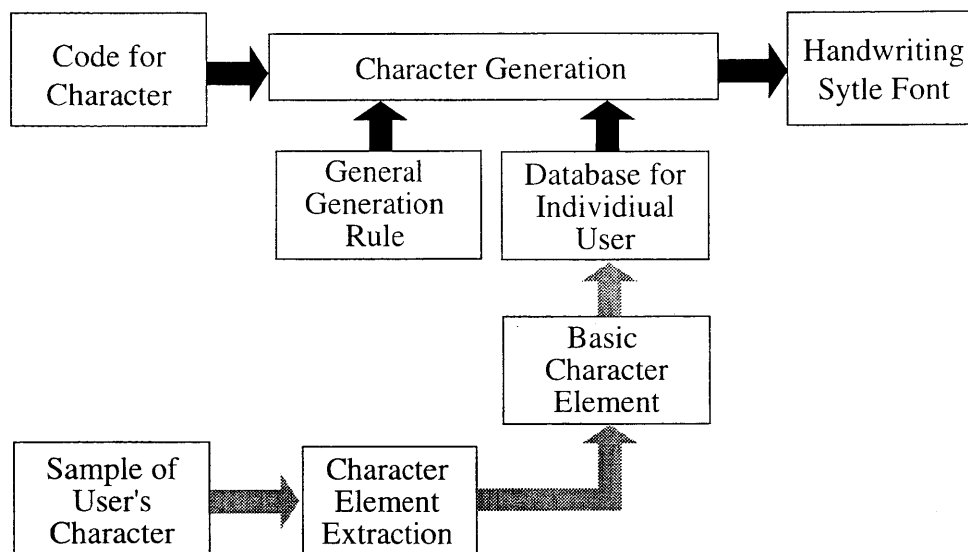 Code for
Character
Character Generation
Handwriting
Sytle Font
General
Generation
Rule
Database for
Individiual
User
Basic
Character
Element
Sample of
User's
Character
Character
Element
Extraction